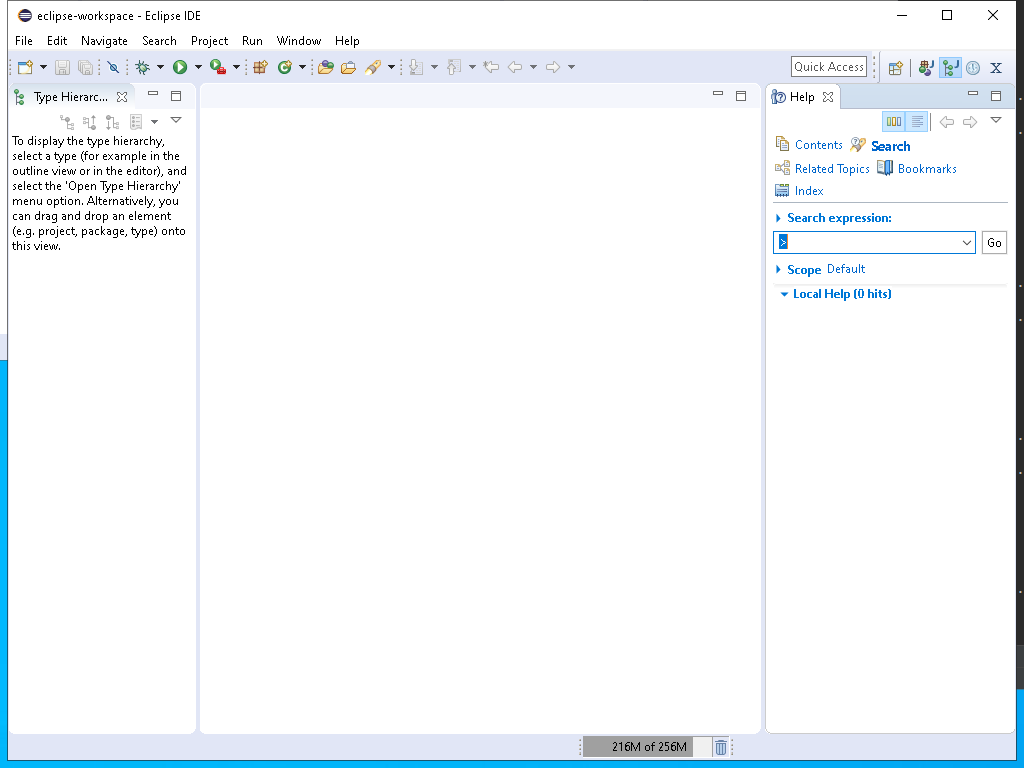 eclipse-workspace - Eclipse IDE
File Edit Navigate Search Project Run Window Help
Quick Access
Type Hierarc...
To display the type hierarchy,
select a type (for example in the
outline view or in the editor), and
select the 'Open Type Hierarchy'
menu option. Alternatively, you
can drag and drop an element
(e.g. project, package, type) onto
this view.
Help
Contents Search
Related Topics Bookmarks
Index
Search expression:
> Go
Scope Default
Local Help (0 hits)
216M of 256M